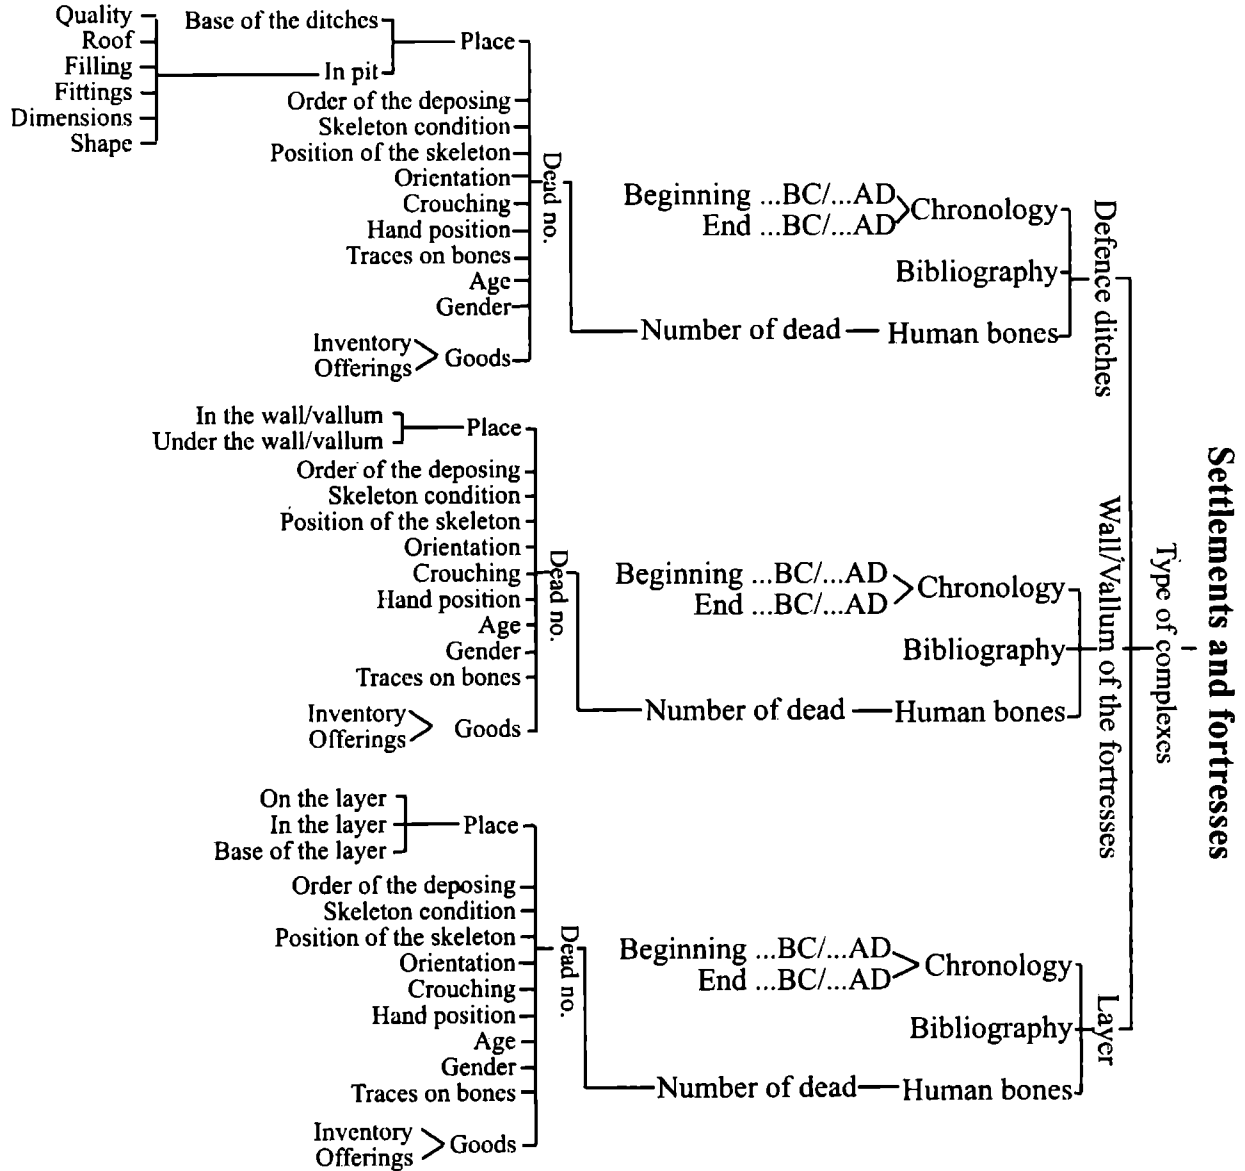 Quality
Roof
Filling
Fittings
Dimensions
Shape
Base of the ditches
In pit
Place
Order of the deposing
Skeleton condition
Position of the skeleton
Orientation
Crouching
Hand position
Traces on bones
Age
Gender
Inventory
Offerings
Goods
Dead no.
Beginning ...BC/...AD
End ...BC/...AD
Chronology
Bibliography
Number of dead
Human bones
Defence ditches
In the wall/vallum
Under the wall/vallum
Place
Order of the deposing
Skeleton condition
Position of the skeleton
Orientation
Crouching
Hand position
Age
Gender
Traces on bones
Inventory
Offerings
Goods
Dead no.
Beginning ...BC/...AD
End ...BC/...AD
Chronology
Bibliography
Number of dead
Human bones
Wall/Vallum of the fortresses
On the layer
In the layer
Base of the layer
Place
Order of the deposing
Skeleton condition
Position of the skeleton
Orientation
Crouching
Hand position
Age
Gender
Traces on bones
Inventory
Offerings
Goods
Dead no.
Beginning ...BC/...AD
End ...BC/...AD
Chronology
Bibliography
Number of dead
Human bones
Layer
Type of complexes
Settlements and fortresses